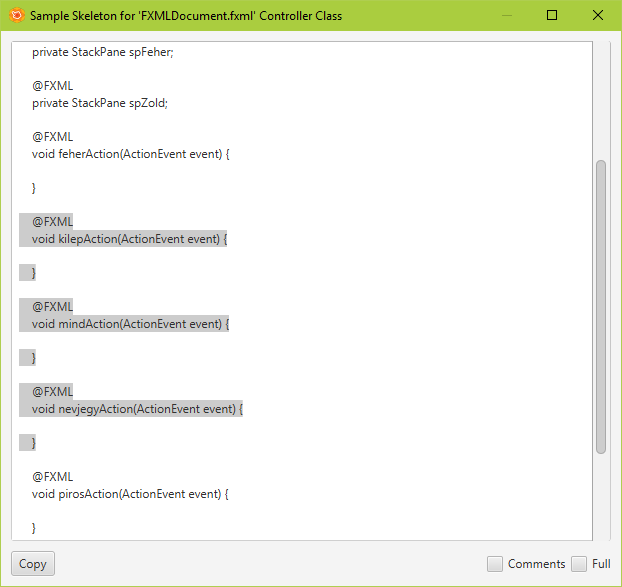 Sample Skeleton for 'FXMLDocument.fxml' Controller Class
private StackPane spFeher;
@FXML
private StackPane spZold;
@FXML
void feherAction(ActionEvent event) {
}
@FXML
void kilepAction(ActionEvent event) {
}
@FXML
void mindAction(ActionEvent event) {
}
@FXML
void nevjegyAction(ActionEvent event) {
}
@FXML
void pirosAction(ActionEvent event) {
}
Copy
Comments
Full